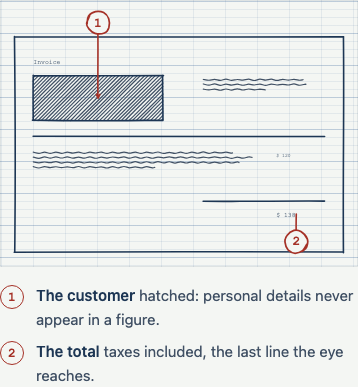 1
Invoice
$ 120
$ 138
2
1 The customer hatched: personal details never
appear in a figure.
2 The total taxes included, the last line the eye
reaches.